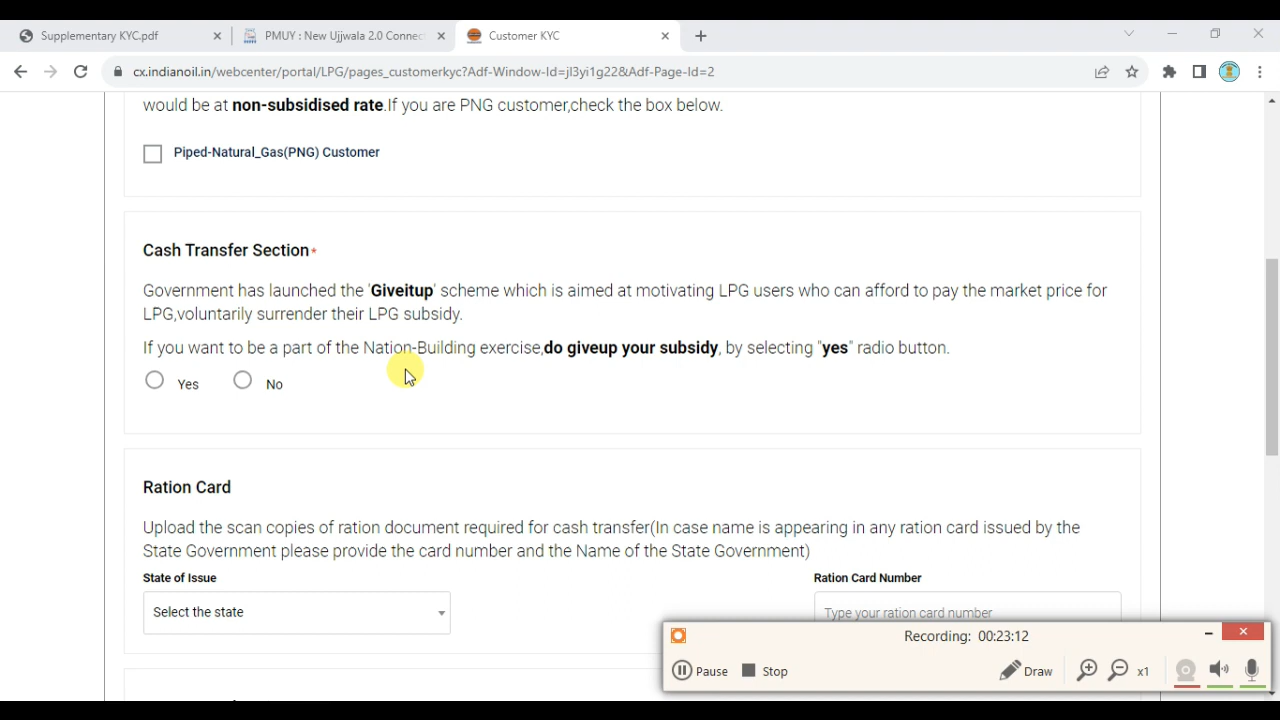 Supplementary KYC.pdf
PMUY : New Ujjwala 2.0 Connec
Customer KYC
cx.indianoil.in/webcenter/portal/LPG/pages_customerkyc?Adf-Window-Id=jl3yi1g22&Adf-Page-Id=2
would be at non-subsidised rate.If you are PNG customer,check the box below.
Piped-Natural_Gas(PNG) Customer
Cash Transfer Section*
Government has launched the 'Giveitup' scheme which is aimed at motivating LPG users who can afford to pay the market price for
LPG,voluntarily surrender their LPG subsidy.
If you want to be a part of the Nation-Building exercise,do giveup your subsidy, by selecting "yes" radio button.
Yes No
Ration Card
Upload the scan copies of ration document required for cash transfer(In case name is appearing in any ration card issued by the
State Government please provide the card number and the Name of the State Government)
State of Issue Ration Card Number
Select the state Type your ration card number
Recording: 00:23:12
Pause Stop Draw x1